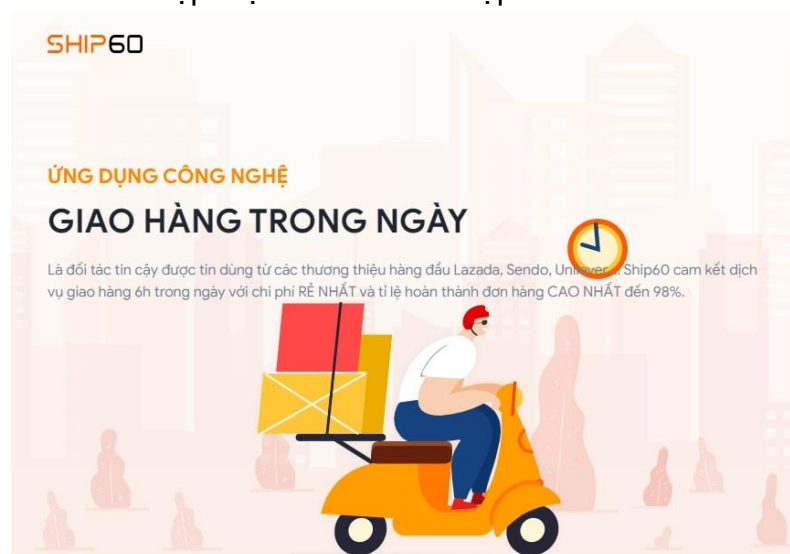 SHIP60
ỨNG DỤNG CÔNG NGHỆ
GIAO HÀNG TRONG NGÀY
Là đối tác tin cậy được tin dùng từ các thương thiệu hàng đầu Lazada, Sendo, Unilever... Ship60 cam kết dịch
vụ giao hàng 6h trong ngày với chi phí RẺ NHẤT và tỉ lệ hoàn thành đơn hàng CAO NHẤT đến 98%.